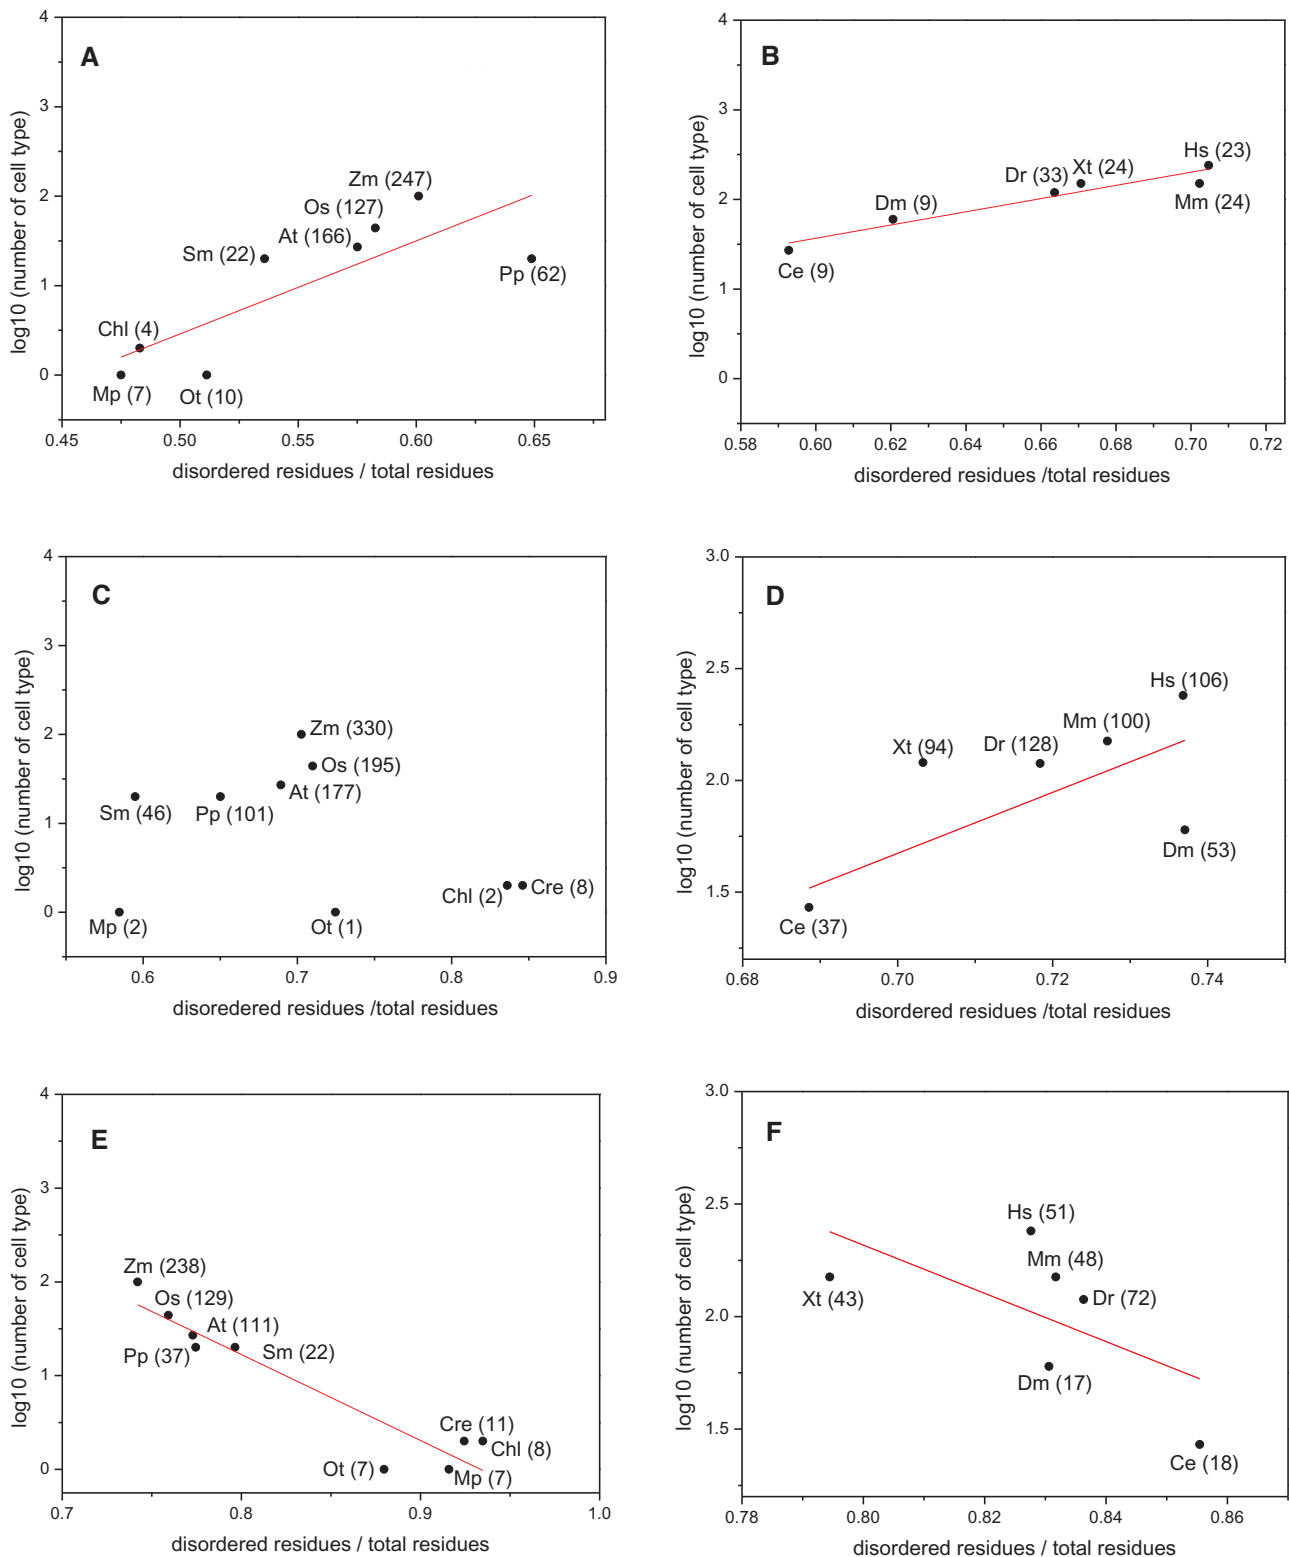 A
4
3
2
1
0
log10 (number of cell type)
Zm (247)
Os (127)
At (166)
Sm (22)
Pp (62)
Chl (4)
Mp (7)
Ot (10)
0.45
0.50
0.55
0.60
0.65
disordered residues / total residues
B
4
3
2
1
0
log10 (number of cell type)
Hs (23)
Xt (24)
Dr (33)
Mm (24)
Dm (9)
Ce (9)
0.58
0.60
0.62
0.64
0.66
0.68
0.70
0.72
disordered residues /total residues
C
4
3
2
1
0
log10 (number of cell type)
Zm (330)
Os (195)
At (177)
Sm (46)
Pp (101)
Chl (2)
Cre (8)
Mp (2)
Ot (1)
0.6
0.7
0.8
0.9
disoredered residues /total residues
D
3.0
2.5
2.0
1.5
log10 (number of cell type)
Hs (106)
Mm (100)
Dr (128)
Xt (94)
Dm (53)
Ce (37)
0.68
0.70
0.72
0.74
disordered residues /total residues
E
4
3
2
1
0
log10 (number of cell type)
Zm (238)
Os (129)
At (111)
Pp (37)
Sm (22)
Cre (11)
Chl (8)
Ot (7)
Mp (7)
0.7
0.8
0.9
1.0
disordered residues / total residues
F
3.0
2.5
2.0
1.5
log10 (number of cell type)
Hs (51)
Mm (48)
Xt (43)
Dr (72)
Dm (17)
Ce (18)
0.78
0.80
0.82
0.84
0.86
disordered residues / total residues